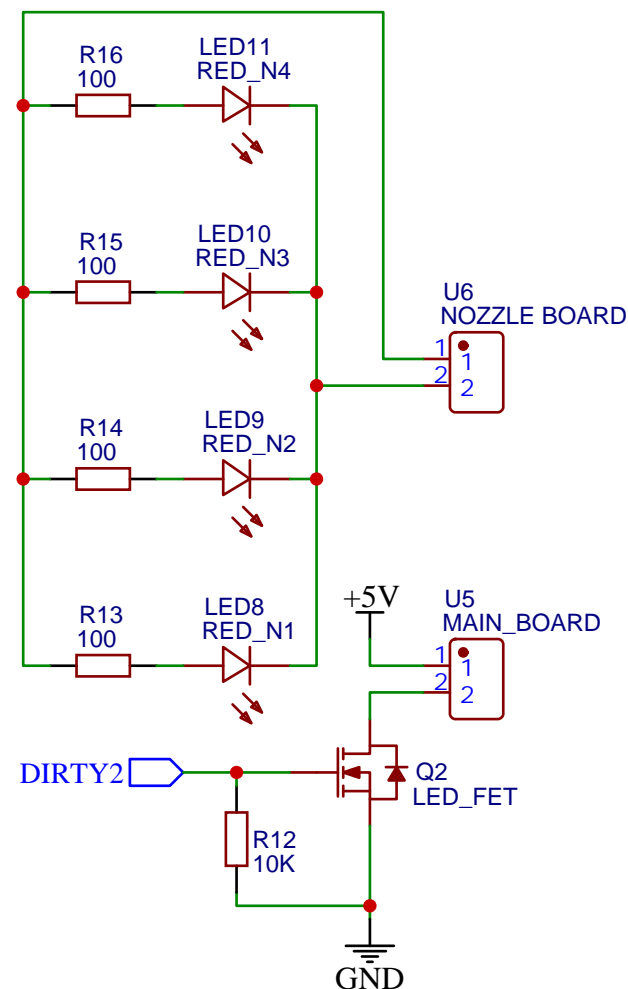 R16
100
LED11
RED_N4
R15
100
LED10
RED_N3
U6
NOZZLE BOARD
1
1
2
2
R14
100
LED9
RED_N2
R13
100
LED8
RED_N1
+5V
U5
MAIN_BOARD
1
1
2
2
DIRTY2
Q2
LED_FET
R12
10K
GND